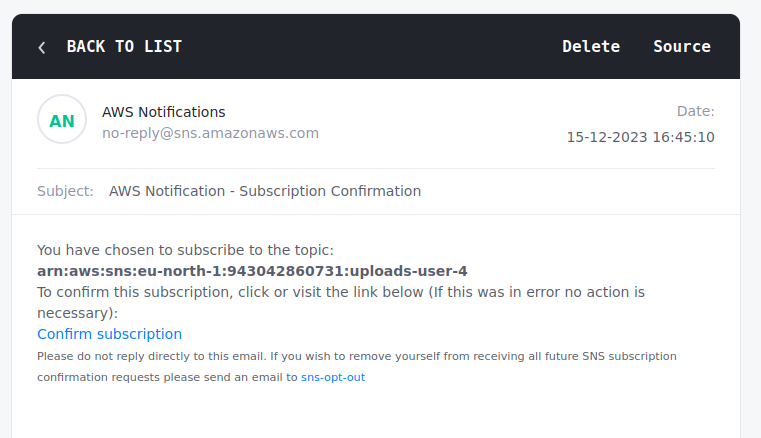 BACK TO LIST
Delete
Source
AN
AWS Notifications
no-reply@sns.amazonaws.com
Date:
15-12-2023 16:45:10
Subject: AWS Notification - Subscription Confirmation
You have chosen to subscribe to the topic:
arn:aws:sns:eu-north-1:943042860731:uploads-user-4
To confirm this subscription, click or visit the link below (If this was in error no action is
necessary):
Confirm subscription
Please do not reply directly to this email. If you wish to remove yourself from receiving all future SNS subscription
confirmation requests please send an email to sns-opt-out